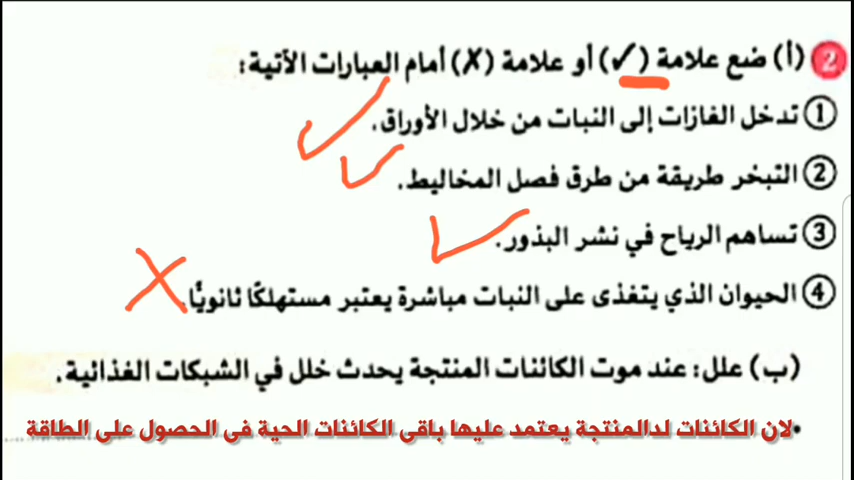 2 (أ) ضع علامة (✓) أو علامة (✗) أمام العبارات الآتية:
1 تدخل الغازات إلى النبات من خلال الأوراق.
2 التبخر طريقة من طرق فصل المخاليط.
3 تساهم الرياح في نشر البذور.
4 الحيوان الذي يتغذى على النبات مباشرة يعتبر مستهلكًا ثانويًّا.
(ب) علل: عند موت الكائنات المنتجة يحدث خلل في الشبكات الغذائية.
• لان الكائنات لدالمنتجة يعتمد عليها باقى الكائنات الحية فى الحصول على الطاقة